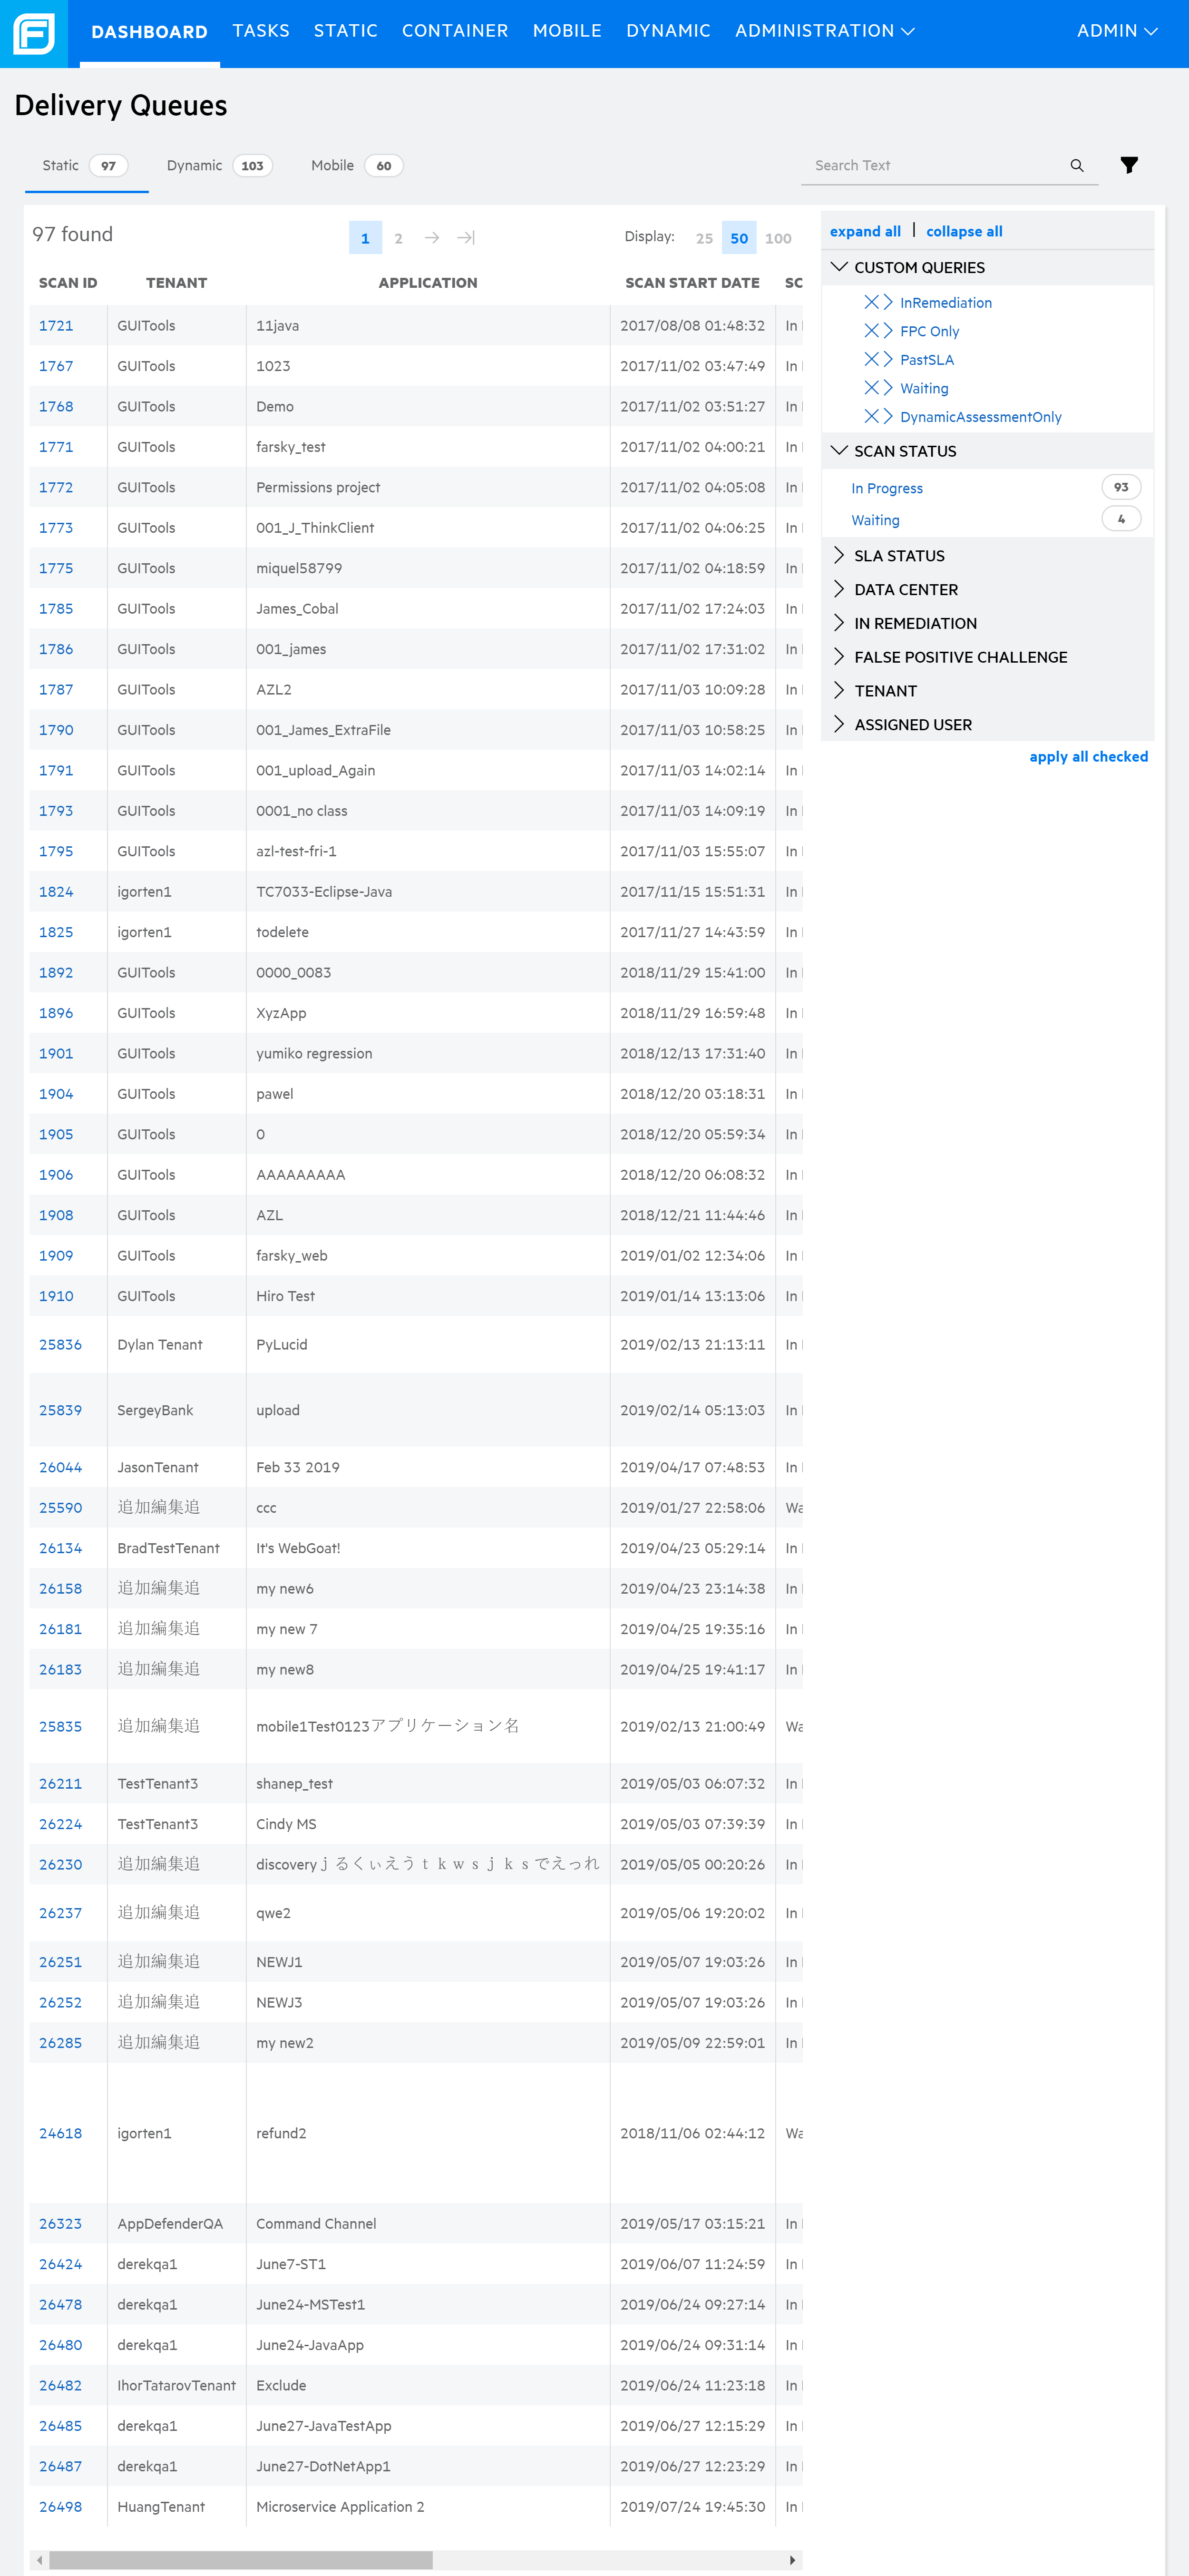 DASHBOARD TASKS STATIC CONTAINER MOBILE DYNAMIC ADMINISTRATION ADMIN
Delivery Queues
Static 97 Dynamic 103 Mobile 60 Search Text
97 found 1 2 Display: 25 50 100
SCAN ID TENANT APPLICATION SCAN START DATE SC
1721 GUITools 11java 2017/08/08 01:48:32 In
1767 GUITools 1023 2017/11/02 03:47:49 In
1768 GUITools Demo 2017/11/02 03:51:27 In
1771 GUITools farsky_test 2017/11/02 04:00:21 In
1772 GUITools Permissions project 2017/11/02 04:05:08 In
1773 GUITools 001_J_ThinkClient 2017/11/02 04:06:25 In
1775 GUITools miquel58799 2017/11/02 04:18:59 In
1785 GUITools James_Cobal 2017/11/02 17:24:03 In
1786 GUITools 001_james 2017/11/02 17:31:02 In
1787 GUITools AZL2 2017/11/03 10:09:28 In
1790 GUITools 001_James_ExtraFile 2017/11/03 10:58:25 In
1791 GUITools 001_upload_Again 2017/11/03 14:02:14 In
1793 GUITools 0001_no class 2017/11/03 14:09:19 In
1795 GUITools azl-test-fri-1 2017/11/03 15:55:07 In
1824 igorten1 TC7033-Eclipse-Java 2017/11/15 15:51:31 In
1825 igorten1 todelete 2017/11/27 14:43:59 In
1892 GUITools 0000_0083 2018/11/29 15:41:00 In
1896 GUITools XyzApp 2018/11/29 16:59:48 In
1901 GUITools yumiko regression 2018/12/13 17:31:40 In
1904 GUITools pawel 2018/12/20 03:18:31 In
1905 GUITools 0 2018/12/20 05:59:34 In
1906 GUITools AAAAAAAAA 2018/12/20 06:08:32 In
1908 GUITools AZL 2018/12/21 11:44:46 In
1909 GUITools farsky_web 2019/01/02 12:34:06 In
1910 GUITools Hiro Test 2019/01/14 13:13:06 In
25836 Dylan Tenant PyLucid 2019/02/13 21:13:11 In
25839 SergeyBank upload 2019/02/14 05:13:03 In
26044 JasonTenant Feb 33 2019 2019/04/17 07:48:53 In
25590 追加編集追 ccc 2019/01/27 22:58:06 Wa
26134 BradTestTenant It's WebGoat! 2019/04/23 05:29:14 In
26158 追加編集追 my new6 2019/04/23 23:14:38 In
26181 追加編集追 my new 7 2019/04/25 19:35:16 In
26183 追加編集追 my new8 2019/04/25 19:41:17 In
25835 追加編集追 mobile1Test0123アプリケーション名 2019/02/13 21:00:49 Wa
26211 TestTenant3 shanep_test 2019/05/03 06:07:32 In
26224 TestTenant3 Cindy MS 2019/05/03 07:39:39 In
26230 追加編集追 discoveryｊるくぃえうｔｋｗｓｊｋｓでえっれ 2019/05/05 00:20:26 In
26237 追加編集追 qwe2 2019/05/06 19:20:02 In
26251 追加編集追 NEWJ1 2019/05/07 19:03:26 In
26252 追加編集追 NEWJ3 2019/05/07 19:03:26 In
26285 追加編集追 my new2 2019/05/09 22:59:01 In
24618 igorten1 refund2 2018/11/06 02:44:12 Wa
26323 AppDefenderQA Command Channel 2019/05/17 03:15:21 In
26424 derekqa1 June7-ST1 2019/06/07 11:24:59 In
26478 derekqa1 June24-MSTest1 2019/06/24 09:27:14 In
26480 derekqa1 June24-JavaApp 2019/06/24 09:31:14 In
26482 IhorTatarovTenant Exclude 2019/06/24 11:23:18 In
26485 derekqa1 June27-JavaTestApp 2019/06/27 12:15:29 In
26487 derekqa1 June27-DotNetApp1 2019/06/27 12:23:29 In
26498 HuangTenant Microservice Application 2 2019/07/24 19:45:30 In
expand all | collapse all
CUSTOM QUERIES
InRemediation
FPC Only
PastSLA
Waiting
DynamicAssessmentOnly
SCAN STATUS
In Progress 93
Waiting 4
SLA STATUS
DATA CENTER
IN REMEDIATION
FALSE POSITIVE CHALLENGE
TENANT
ASSIGNED USER
apply all checked